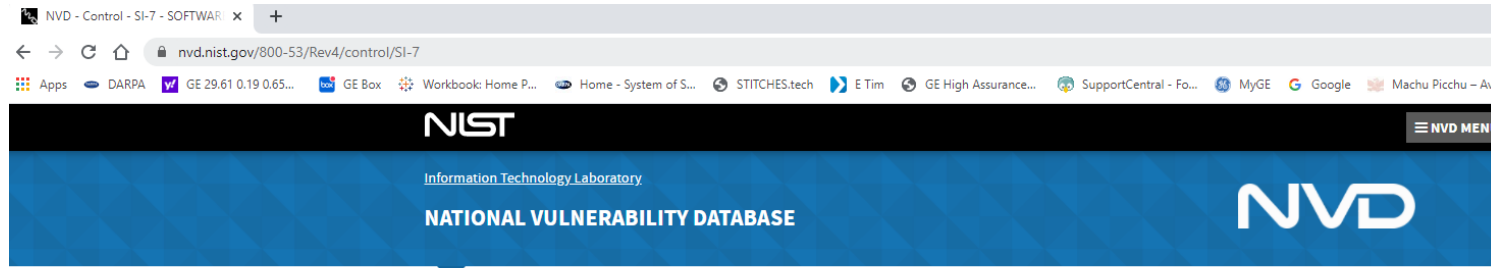 NVD - Control - SI-7 - SOFTWAR
nvd.nist.gov/800-53/Rev4/control/SI-7
Apps DARPA GE 29.61 0.19 0.65... GE Box Workbook: Home P... Home - System of S... STITCHES.tech E Tim GE High Assurance... SupportCentral - Fo... MyGE Google Machu Picchu – Av
NIST
NVD MEN
Information Technology Laboratory
NATIONAL VULNERABILITY DATABASE
NVD